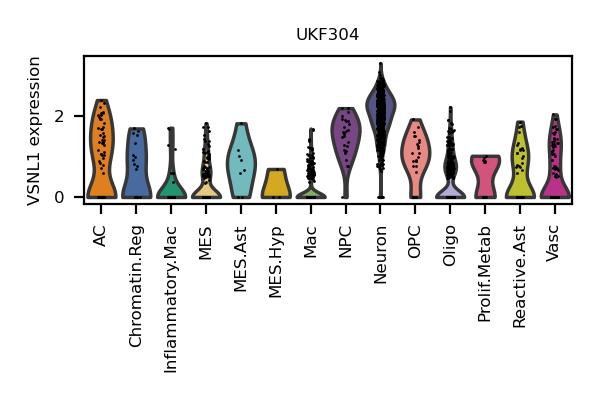 UKF304
VSNL1 expression
2
0
AC
Chromatin.Reg
Inflammatory.Mac
MES
MES.Ast
MES.Hyp
Mac
NPC
Neuron
OPC
Oligo
Prolif.Metab
Reactive.Ast
Vasc